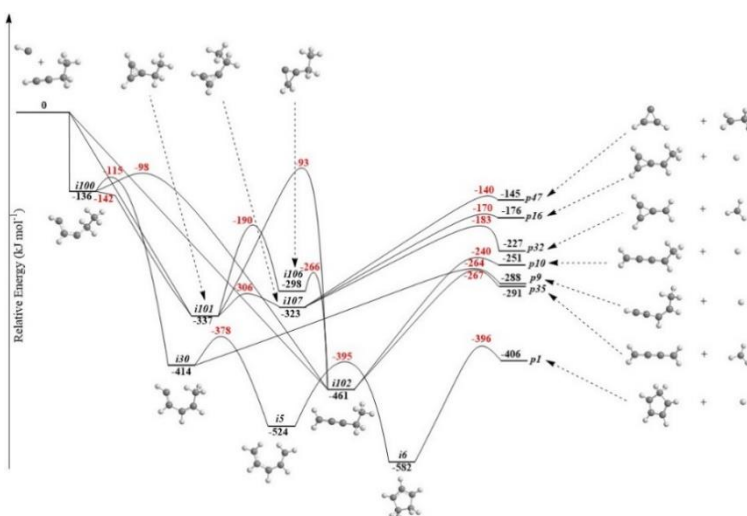 Relative Energy (kJ mol⁻¹)
+
0
-115
-98
-93
i100
-136
-142
-190
i106
-298
-266
-306
i107
-323
i101
-337
-378
i30
-414
-395
i102
-461
i5
-524
i6
-582
-140
-145
p47
-170
-176
p16
-183
-227
p32
-240
-251
p10
-264
-288
p9
-267
-291
p35
-396
-406
p1
+
+
+
+
+
+
+